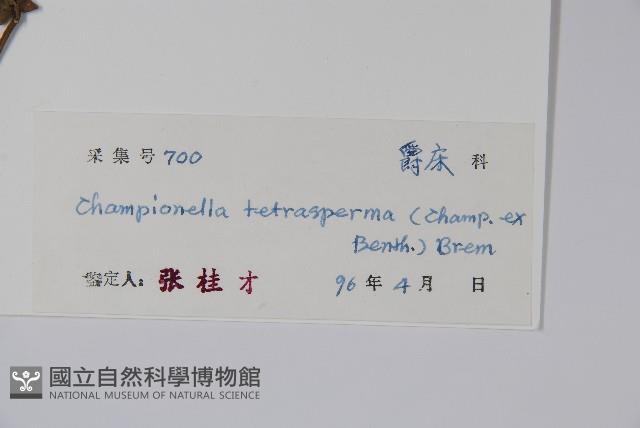 采集号 700 爵床 科
Championella tetrasperma (Champ. ex
Benth.) Brem
鉴定人: 张桂才 96 年 4 月 日
國立自然科學博物館
NATIONAL MUSEUM OF NATURAL SCIENCE